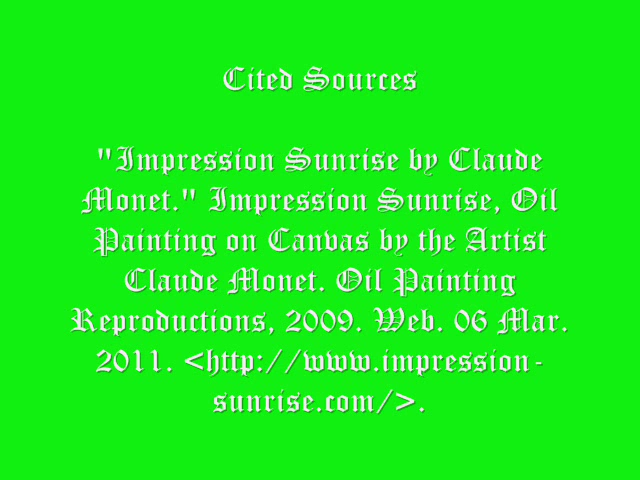 Cited Sources
"Impression Sunrise by Claude
Monet." Impression Sunrise, Oil
Painting on Canvas by the Artist
Claude Monet. Oil Painting
Reproductions, 2009. Web. 06 Mar.
2011. <http://www.impression-
sunrise.com/>.